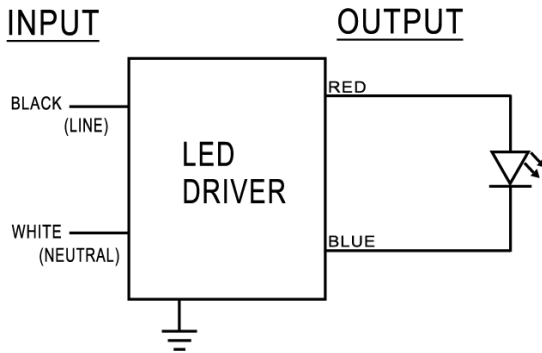 INPUT
OUTPUT
BLACK
(LINE)
RED
LED
DRIVER
WHITE
(NEUTRAL)
BLUE